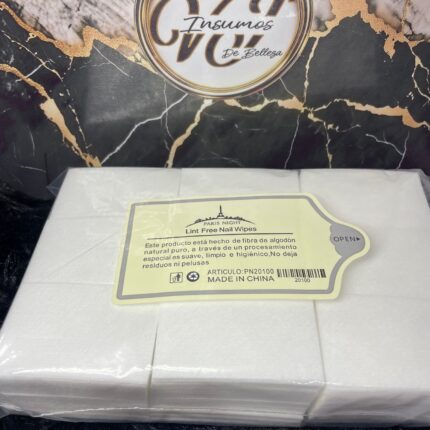 Insumos
De Belleza
PARIS NIGHT
Lint Free Nail Wipes
Este producto está hecho de fibra de algodón
natural puro, a través de un procesamiento
especial es suave, limpio e higiénico,No deja
residuos ni pelusas
OPEN
ARTICULO:PN20100
MADE IN CHINA
20100